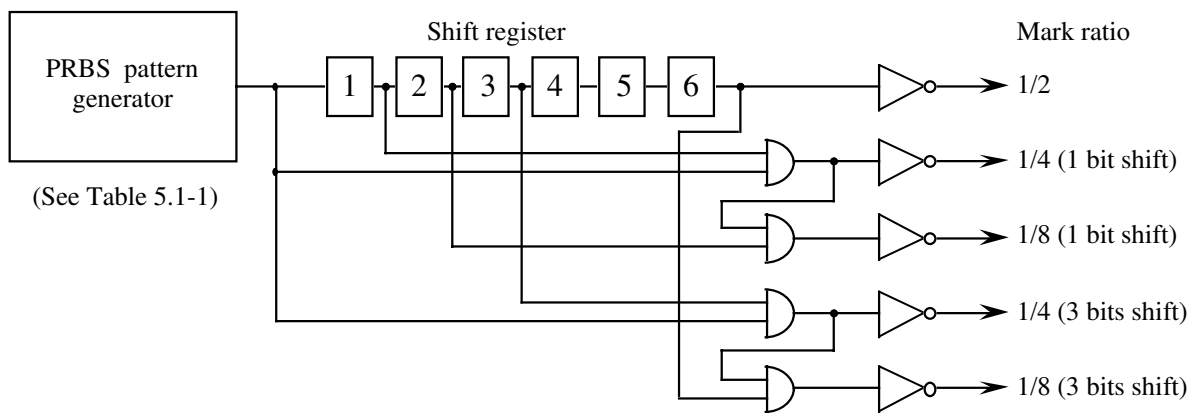 Shift register
Mark ratio
PRBS pattern
generator
1 2 3 4 5 6
1/2
1/4 (1 bit shift)
(See Table 5.1-1)
1/8 (1 bit shift)
1/4 (3 bits shift)
1/8 (3 bits shift)